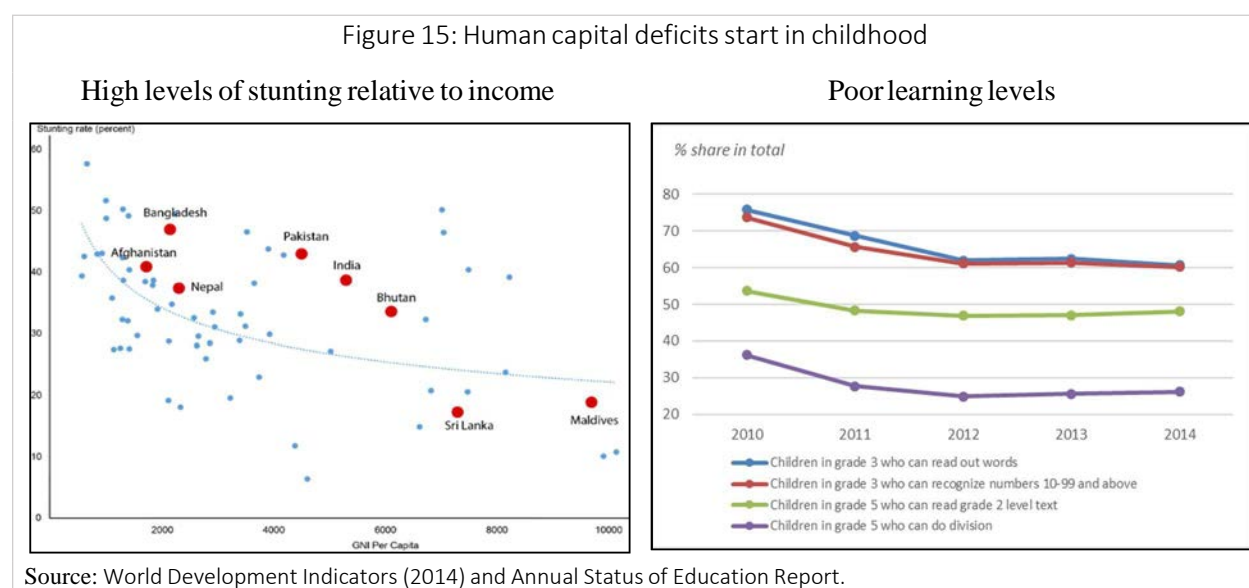 Figure 15: Human capital deficits start in childhood
High levels of stunting relative to income
Poor learning levels
Stunting rate (percent)
60
50
40
30
20
10
0
Bangladesh
Afghanistan
Nepal
Pakistan
India
Bhutan
Sri Lanka
Maldives
2000 4000 6000 8000 10000
GNI Per Capita
% share in total
80
70
60
50
40
30
20
2010 2011 2012 2013 2014
Children in grade 3 who can read out words
Children in grade 3 who can recognize numbers 10-99 and above
Children in grade 5 who can read grade 2 level text
Children in grade 5 who can do division
Source: World Development Indicators (2014) and Annual Status of Education Report.